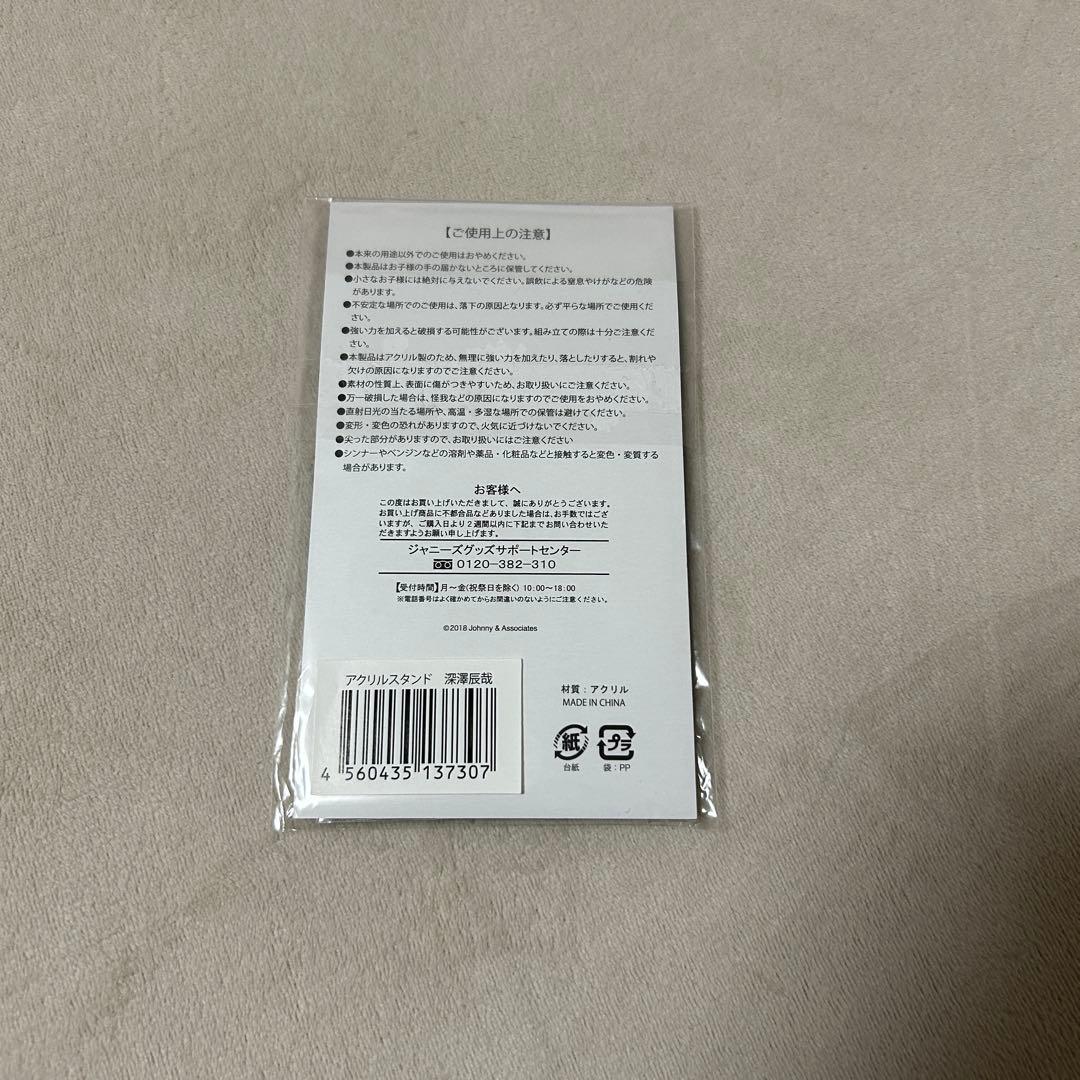 【ご使用上の注意】
●本来の用途以外でのご使用はおやめください。
●本製品はお子様の手の届かないところに保管してください。
●小さなお子様には絶対に与えないでください。誤飲による窒息やけがなどの危険
があります。
●不安定な場所でのご使用は、落下の原因となります。必ず平らな場所でご使用くだ
さい。
●強い力を加えると破損する可能性がございます。組み立ての際は十分ご注意くだ
さい。
●本製品はアクリル製のため、無理に強い力を加えたり、落としたりすると、割れや
欠けの原因になりますのでご注意ください。
●素材の性質上、表面に傷がつきやすいため、お取り扱いにご注意ください。
●万一破損した場合は、怪我などの原因になりますのでご使用をおやめください。
●直射日光の当たる場所や、高温・多湿な場所での保管は避けてください。
●変形・変色の恐れがありますので、火気に近づけないでください。
●尖った部分がありますので、お取り扱いにはご注意ください
●シンナーやベンジンなどの溶剤や薬品・化粧品などと接触すると変色・変質する
場合があります。
お客様へ
この度はお買い上げいただきまして、誠にありがとうございます。
お買い上げ商品に不都合品などありました場合は、お手数ではござ
いますが、ご購入日より2週間以内に下記までお問い合わせいた
だきますようお願い申し上げます。
ジャニーズグッズサポートセンター
0120-382-310
【受付時間】月〜金(祝祭日を除く) 10:00〜18:00
※電話番号はよく確かめてからお間違いのないようにご注意ください。
©2018 Johnny & Associates
アクリルスタンド 深澤辰哉
4 560435 137307
材質：アクリル
MADE IN CHINA
紙
台紙
プラ
袋：PP